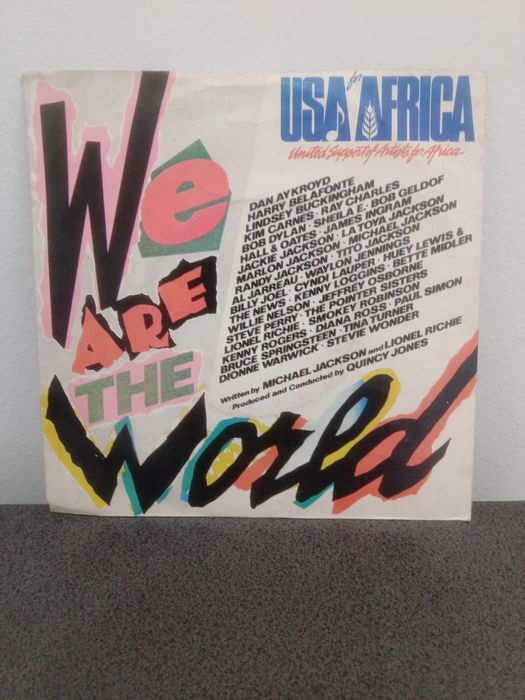 We
ARE
THE
World
for
USA AFRICA
United Support of Artists for Africa
DAN AYKROYD
HARRY BELAFONTE
LINDSEY BUCKINGHAM
KIM CARNES · RAY CHARLES
BOB DYLAN · SHEILA E. · BOB GELDOF
HALL & OATES · JAMES INGRAM
JACKIE JACKSON · LA TOYA JACKSON
MARLON JACKSON · MICHAEL JACKSON
RANDY JACKSON · TITO JACKSON
AL JARREAU · WAYLON JENNINGS
BILLY JOEL · CYNDI LAUPER · HUEY LEWIS &
THE NEWS · KENNY LOGGINS · BETTE MIDLER
WILLIE NELSON · JEFFREY OSBORNE
STEVE PERRY · THE POINTER SISTERS
LIONEL RICHIE · SMOKEY ROBINSON
KENNY ROGERS · DIANA ROSS · PAUL SIMON
BRUCE SPRINGSTEEN · TINA TURNER
DIONNE WARWICK · STEVIE WONDER
Written by MICHAEL JACKSON and LIONEL RICHIE
Produced and Conducted by QUINCY JONES